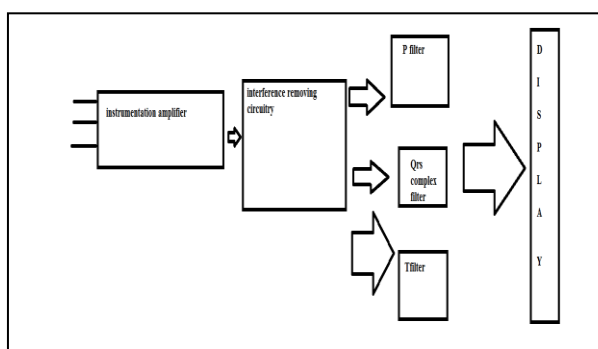 instrumentation amplifier
interference removing
circuitry
P filter
Qrs
complex
filter
Tfilter
D
I
S
P
L
A
Y